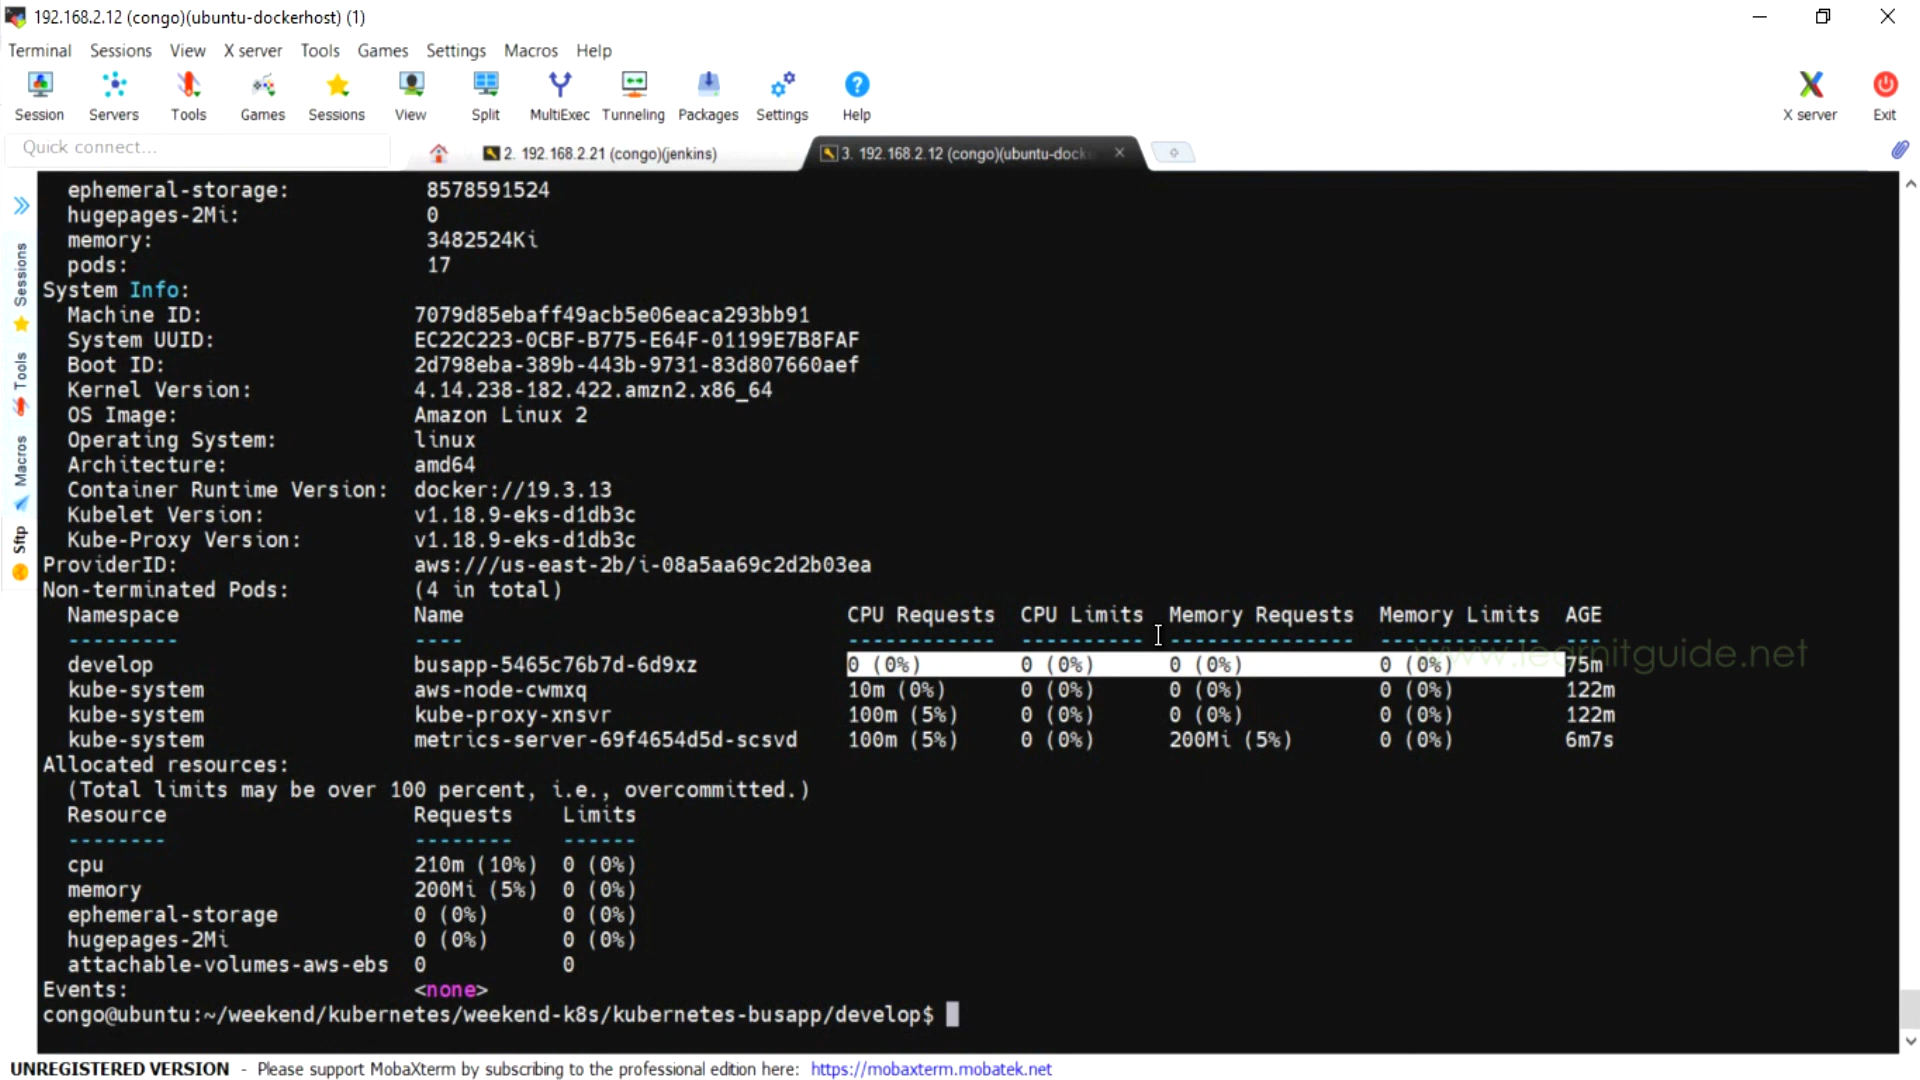 192.168.2.12 (congo)(ubuntu-dockerhost) (1)
Terminal Sessions View X server Tools Games Settings Macros Help
Session Servers Tools Games Sessions View Split MultiExec Tunneling Packages Settings Help X server Exit
Quick connect...
2. 192.168.2.21 (congo)(jenkins)
3. 192.168.2.12 (congo)(ubuntu-docke
Sessions
Tools
Macros
Sftp
ephemeral-storage: 8578591524
hugepages-2Mi: 0
memory: 3482524Ki
pods: 17
System Info:
Machine ID: 7079d85ebaff49acb5e06eaca293bb91
System UUID: EC22C223-0CBF-B775-E64F-01199E7B8FAF
Boot ID: 2d798eba-389b-443b-9731-83d807660aef
Kernel Version: 4.14.238-182.422.amzn2.x86_64
OS Image: Amazon Linux 2
Operating System: linux
Architecture: amd64
Container Runtime Version: docker://19.3.13
Kubelet Version: v1.18.9-eks-d1db3c
Kube-Proxy Version: v1.18.9-eks-d1db3c
ProviderID: aws:///us-east-2b/i-08a5aa69c2d2b03ea
Non-terminated Pods: (4 in total)
Namespace Name CPU Requests CPU Limits Memory Requests Memory Limits AGE
--------- ---- ------------ ---------- --------------- ------------- ---
develop busapp-5465c76b7d-6d9xz 0 (0%) 0 (0%) 0 (0%) 0 (0%) 75m
www.learnitguide.net
kube-system aws-node-cwmxq 10m (0%) 0 (0%) 0 (0%) 0 (0%) 122m
kube-system kube-proxy-xnsvr 100m (5%) 0 (0%) 0 (0%) 0 (0%) 122m
kube-system metrics-server-69f4654d5d-scsvd 100m (5%) 0 (0%) 200Mi (5%) 0 (0%) 6m7s
Allocated resources:
(Total limits may be over 100 percent, i.e., overcommitted.)
Resource Requests Limits
-------- -------- ------
cpu 210m (10%) 0 (0%)
memory 200Mi (5%) 0 (0%)
ephemeral-storage 0 (0%) 0 (0%)
hugepages-2Mi 0 (0%) 0 (0%)
attachable-volumes-aws-ebs 0 0
Events: <none>
congo@ubuntu:~/weekend/kubernetes/weekend-k8s/kubernetes-busapp/develop$
UNREGISTERED VERSION - Please support MobaXterm by subscribing to the professional edition here: https://mobaxterm.mobatek.net